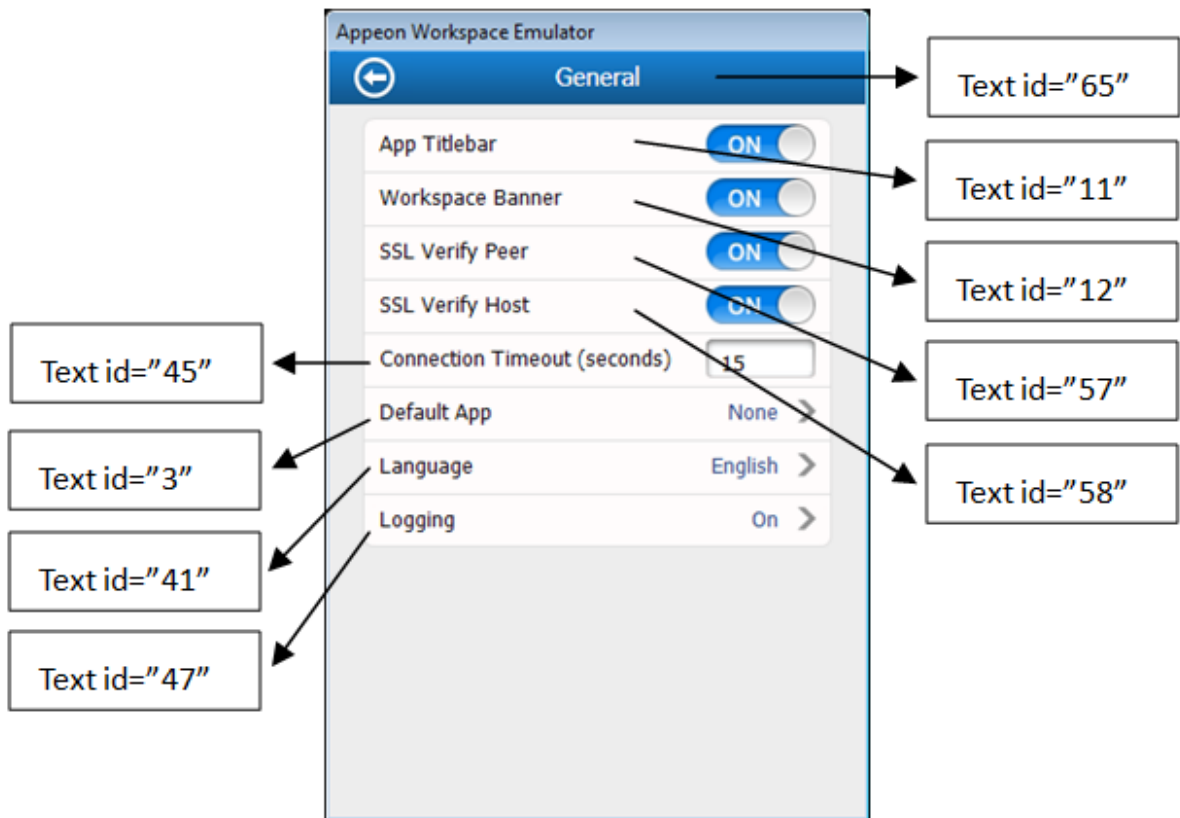 Appeon Workspace Emulator
General
Text id=”65”
App Titlebar ON
Text id=”11”
Workspace Banner ON
Text id=”12”
SSL Verify Peer ON
Text id=”57”
SSL Verify Host ON
Text id=”58”
Connection Timeout (seconds) 15
Text id=”45”
Default App None
Text id=”3”
Language English
Text id=”41”
Logging On
Text id=”47”